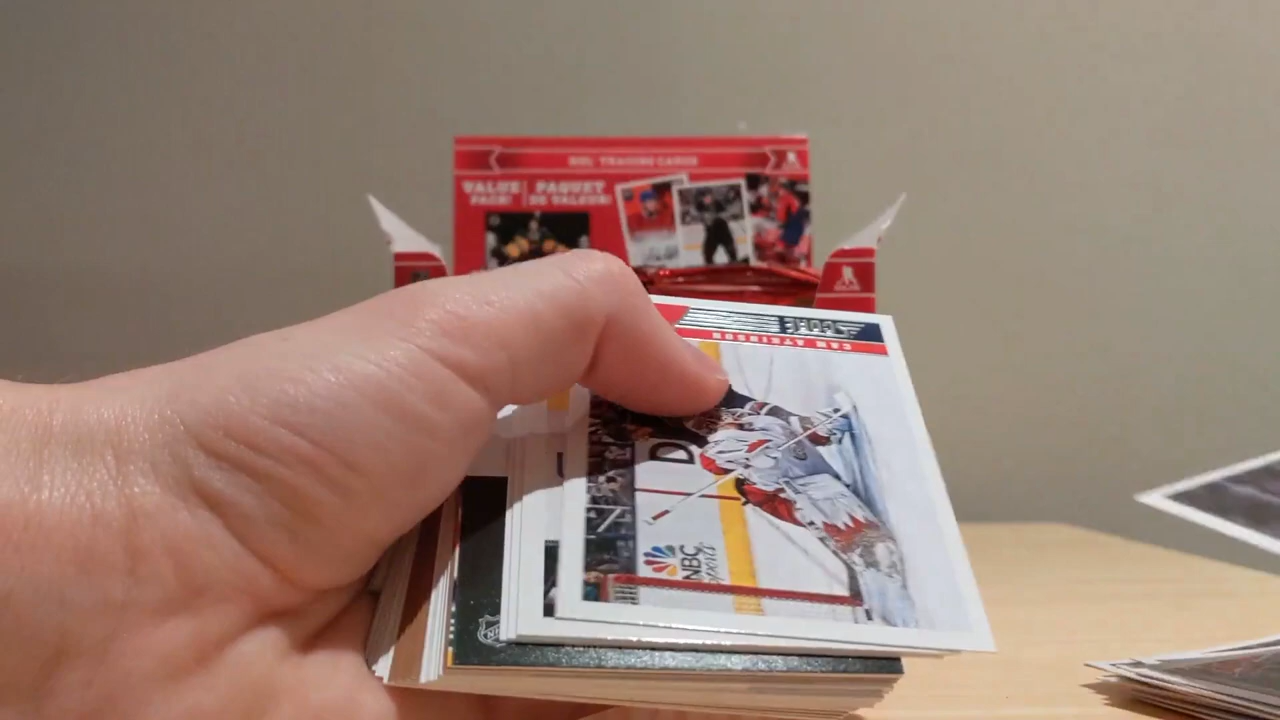 NHL TRADING CARDS
VALUE PACK! | PAQUET DE VALEUR!
SCORE
CAM ATKINSON
D
NBC
sports